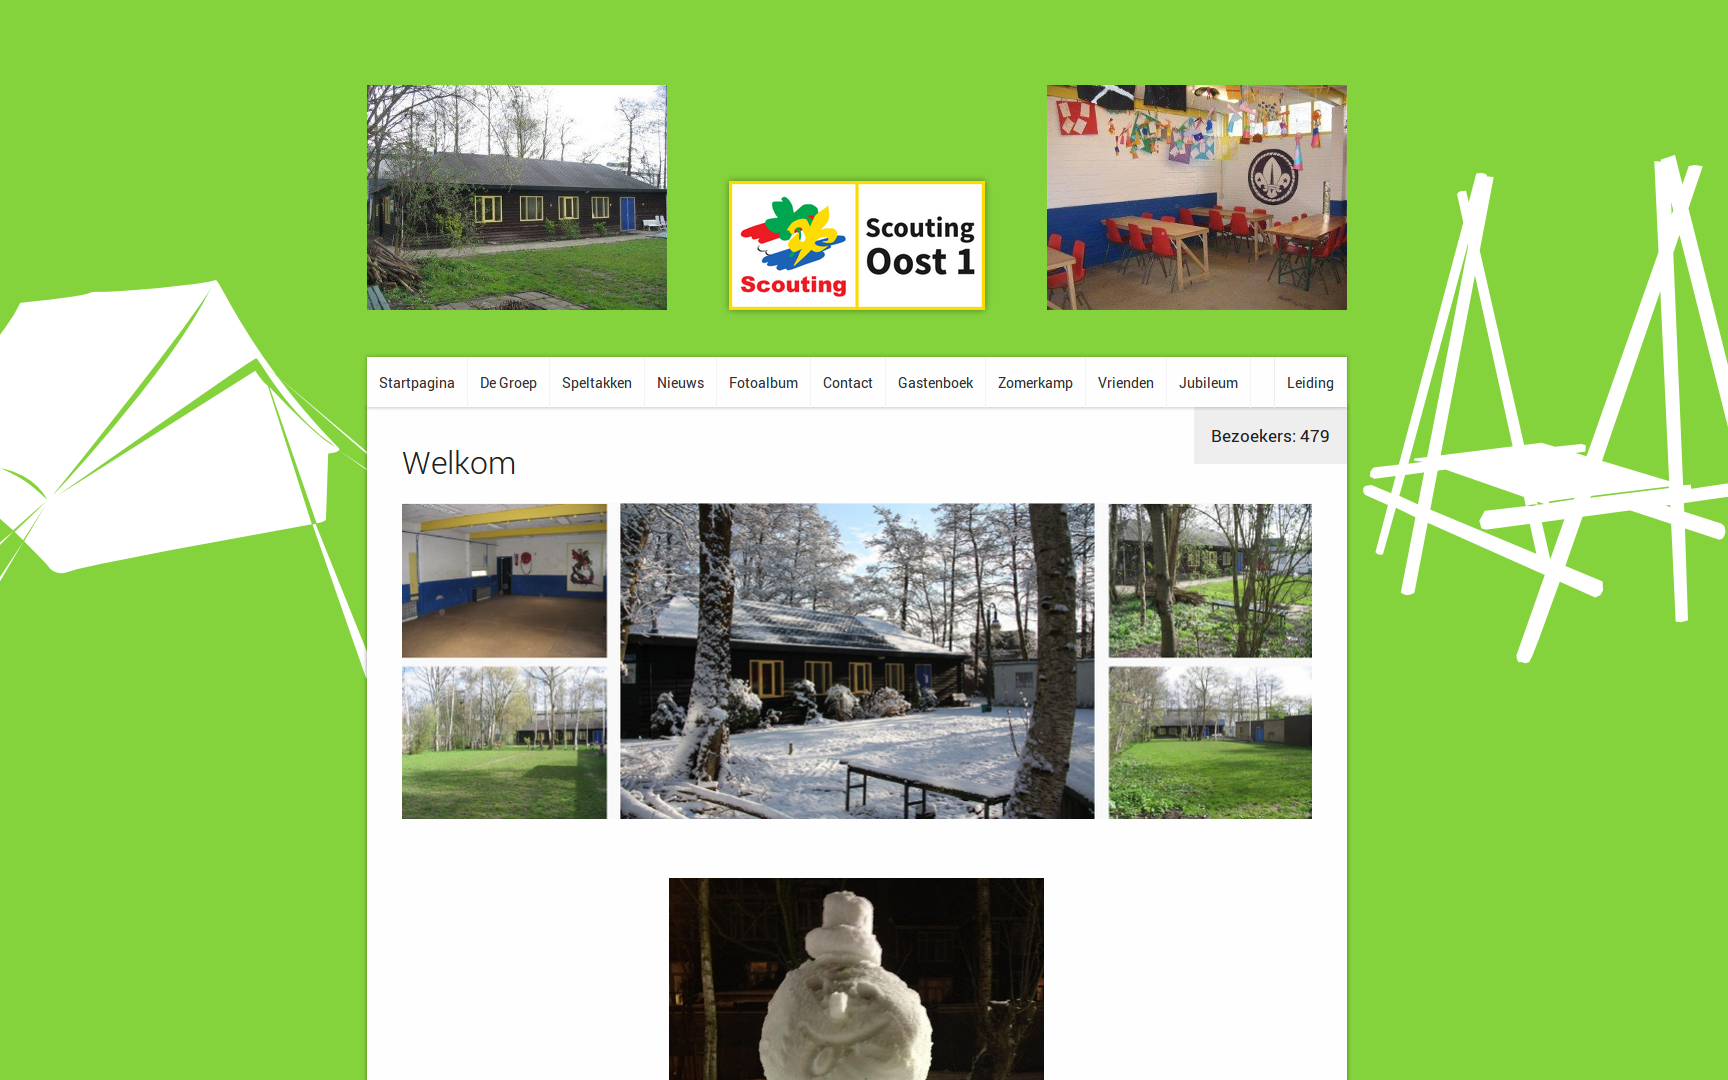 Scouting
Scouting
Oost 1
Startpagina
De Groep
Speltakken
Nieuws
Fotoalbum
Contact
Gastenboek
Zomerkamp
Vrienden
Jubileum
Leiding
Bezoekers: 479
Welkom